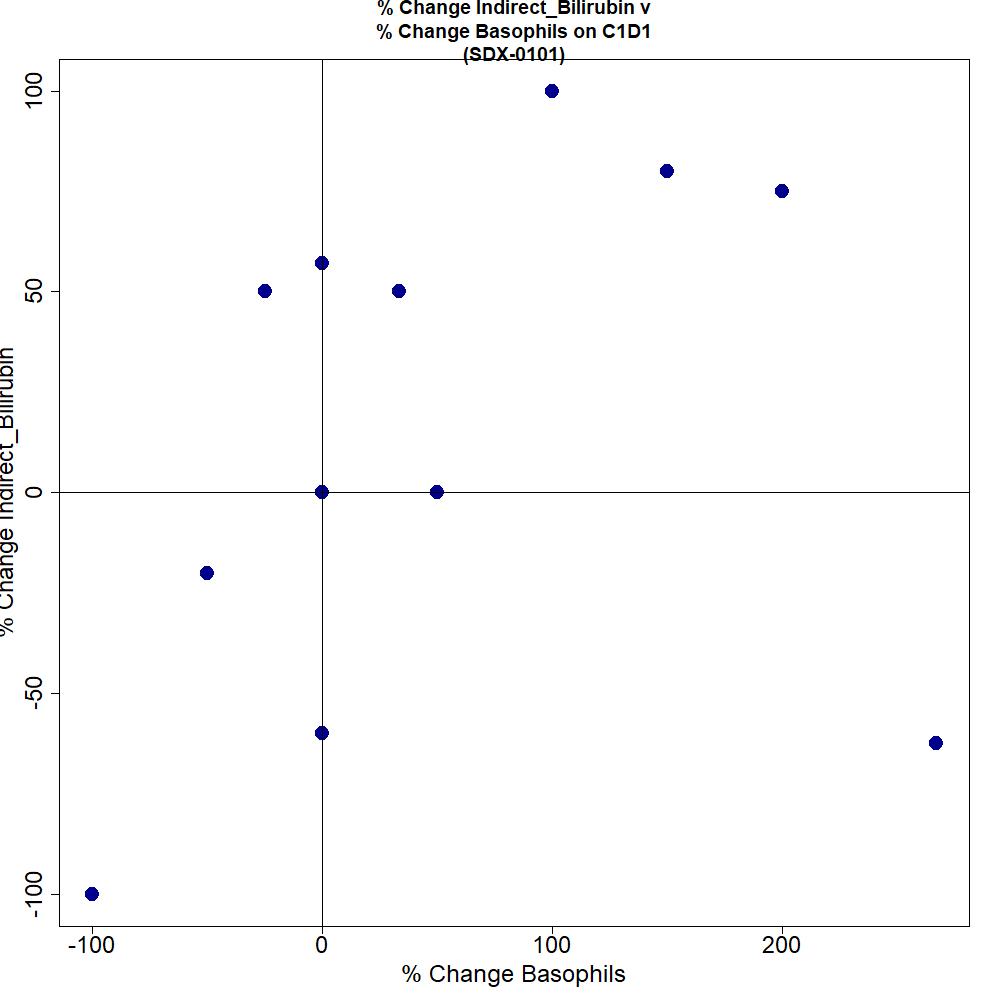 % Change Indirect_Bilirubin v
% Change Basophils on C1D1
(SDX-0101)
% Change Indirect_Bilirubin
100
50
0
-50
-100
-100 0 100 200
% Change Basophils